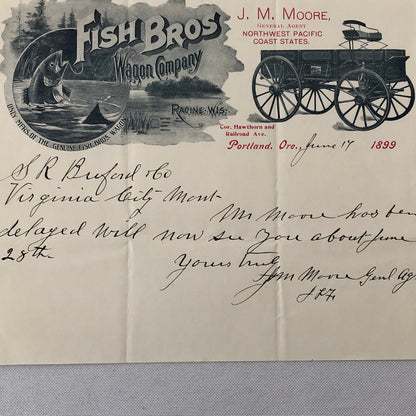 FISH BROS
Wagon Company
RACINE, WIS.
ONLY MFRS. OF THE GENUINE FISH BROS. WAGON
J. M. MOORE,
GENERAL AGENT
NORTHWEST PACIFIC
COAST STATES.
Cor. Hawthorn and
Railroad Ave.
Portland, Oro., June 17 1899
S R Buford & Co
Virginia City Mont
Mr Moore has been
delayed will now see you about June
28th
Yours truly
J M Moore Genl Ag